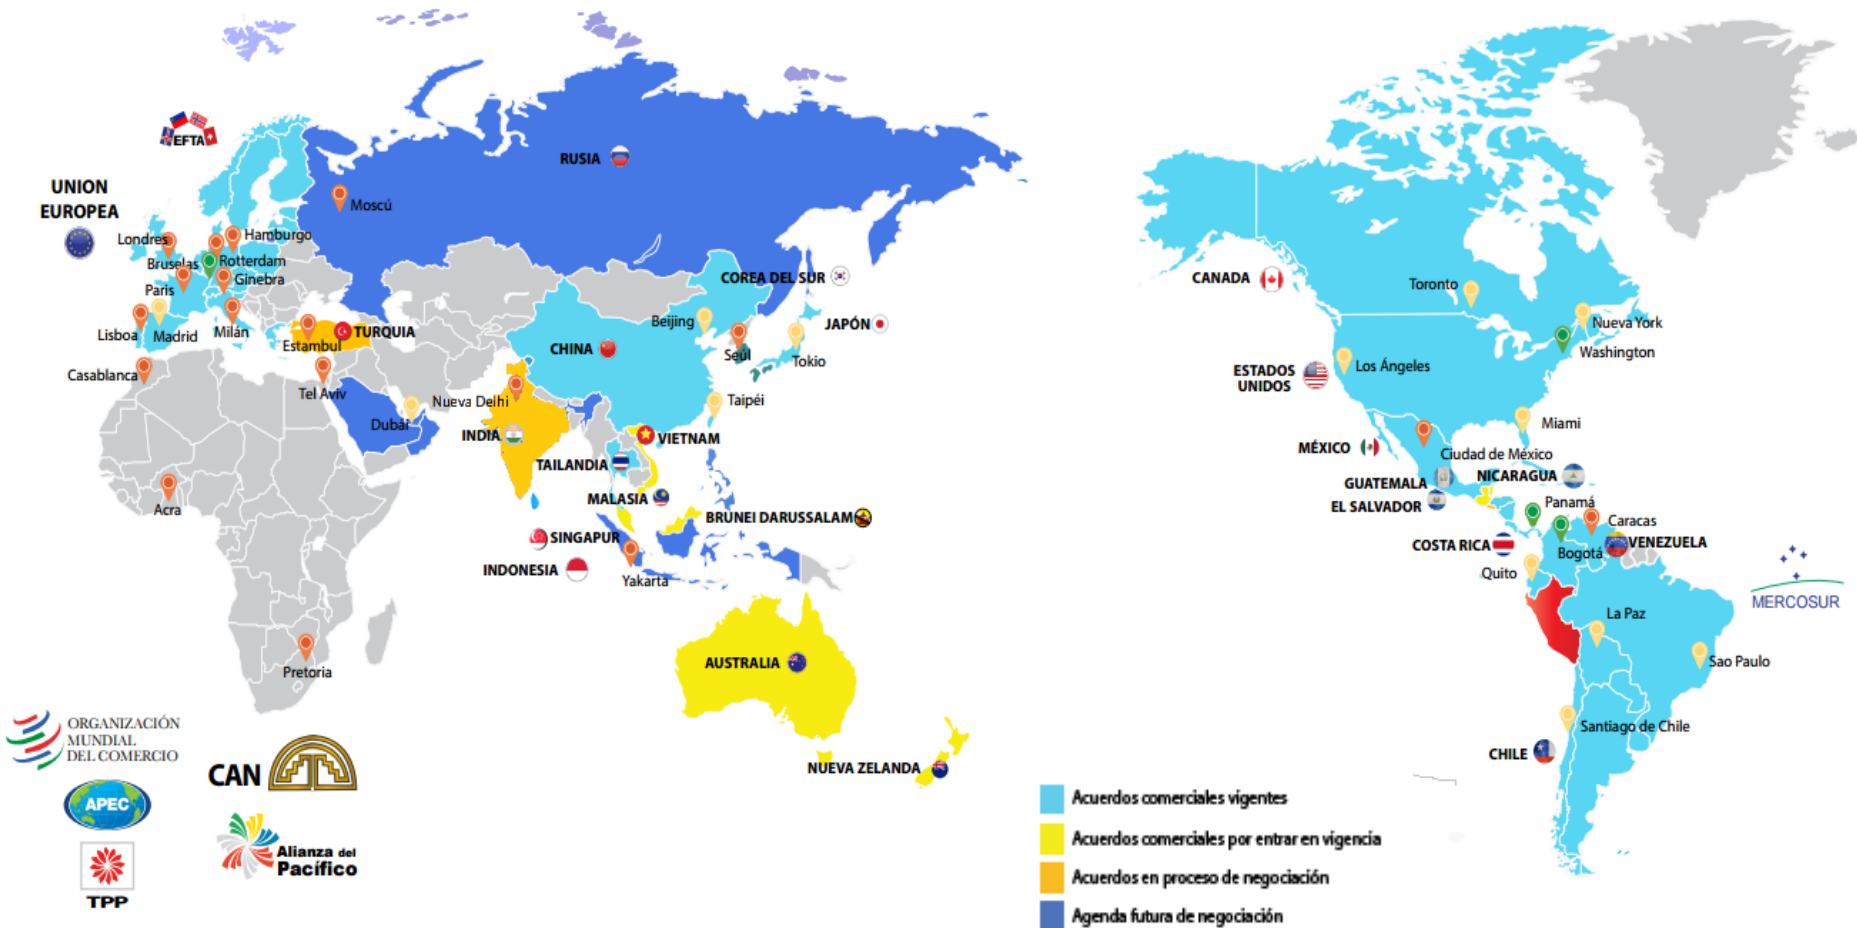 EFTA
UNION
EUROPEA
RUSIA
Moscú
Londres
Hamburgo
Bruselas
Rotterdam
Ginebra
Paris
Lisboa
Madrid
Milán
Estambul
TURQUIA
Casablanca
Tel Aviv
Dubái
Nueva Delhi
INDIA
COREA DEL SUR
Beijing
JAPÓN
CHINA
Seúl
Tokio
Taipéi
VIETNAM
TAILANDIA
MALASIA
BRUNEI DARUSSALAM
SINGAPUR
INDONESIA
Yakarta
Acra
Pretoria
AUSTRALIA
NUEVA ZELANDA
CANADA
Toronto
Nueva York
Washington
ESTADOS
UNIDOS
Los Ángeles
Miami
MÉXICO
Ciudad de México
GUATEMALA
NICARAGUA
EL SALVADOR
Panamá
Caracas
COSTA RICA
Bogotá
VENEZUELA
Quito
MERCOSUR
La Paz
Sao Paulo
Santiago de Chile
CHILE
ORGANIZACIÓN
MUNDIAL
DEL COMERCIO
CAN
APEC
Alianza del
Pacífico
TPP
Acuerdos comerciales vigentes
Acuerdos comerciales por entrar en vigencia
Acuerdos en proceso de negociación
Agenda futura de negociación